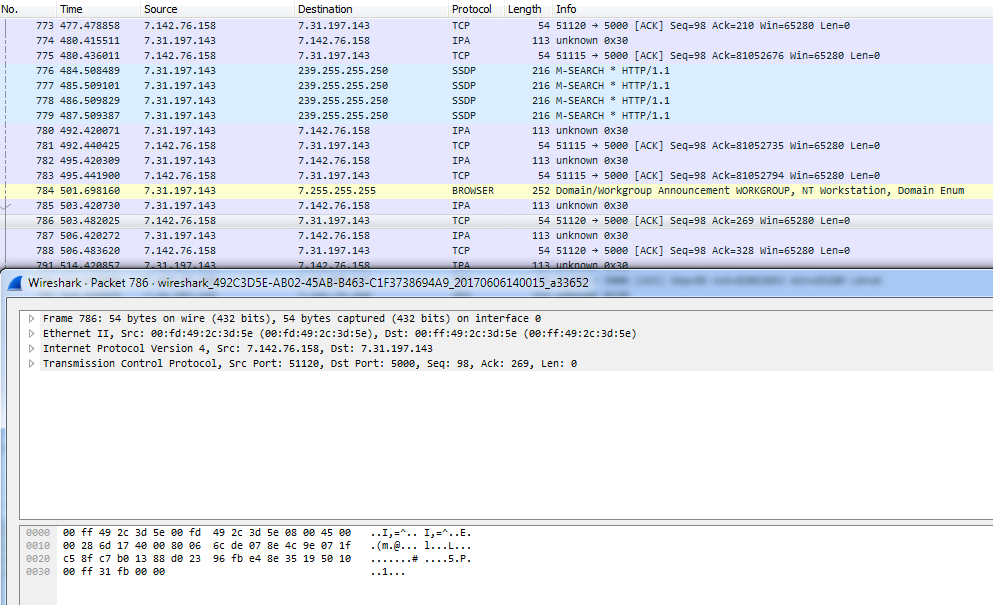 No. Time Source Destination Protocol Length Info
773 477.478858 7.142.76.158 7.31.197.143 TCP 54 51120 → 5000 [ACK] Seq=98 Ack=210 Win=65280 Len=0
774 480.415511 7.31.197.143 7.142.76.158 IPA 113 unknown 0x30
775 480.436011 7.142.76.158 7.31.197.143 TCP 54 51115 → 5000 [ACK] Seq=98 Ack=81052676 Win=65280 Len=0
776 484.508489 7.31.197.143 239.255.255.250 SSDP 216 M-SEARCH * HTTP/1.1
777 485.509101 7.31.197.143 239.255.255.250 SSDP 216 M-SEARCH * HTTP/1.1
778 486.509829 7.31.197.143 239.255.255.250 SSDP 216 M-SEARCH * HTTP/1.1
779 487.509387 7.31.197.143 239.255.255.250 SSDP 216 M-SEARCH * HTTP/1.1
780 492.420071 7.31.197.143 7.142.76.158 IPA 113 unknown 0x30
781 492.440425 7.142.76.158 7.31.197.143 TCP 54 51115 → 5000 [ACK] Seq=98 Ack=81052735 Win=65280 Len=0
782 495.420309 7.31.197.143 7.142.76.158 IPA 113 unknown 0x30
783 495.441900 7.142.76.158 7.31.197.143 TCP 54 51115 → 5000 [ACK] Seq=98 Ack=81052794 Win=65280 Len=0
784 501.698160 7.31.197.143 7.255.255.255 BROWSER 252 Domain/Workgroup Announcement WORKGROUP, NT Workstation, Domain Enum
785 503.420730 7.31.197.143 7.142.76.158 IPA 113 unknown 0x30
786 503.482025 7.142.76.158 7.31.197.143 TCP 54 51120 → 5000 [ACK] Seq=98 Ack=269 Win=65280 Len=0
787 506.420272 7.31.197.143 7.142.76.158 IPA 113 unknown 0x30
788 506.483620 7.142.76.158 7.31.197.143 TCP 54 51120 → 5000 [ACK] Seq=98 Ack=328 Win=65280 Len=0
791 514.420857 7.31.197.143 7.142.76.158 IPA 113 unknown 0x30
Wireshark · Packet 786 · wireshark_492C3D5E-AB02-45AB-B463-C1F3738694A9_20170606140015_a33652
Frame 786: 54 bytes on wire (432 bits), 54 bytes captured (432 bits) on interface 0
Ethernet II, Src: 00:fd:49:2c:3d:5e (00:fd:49:2c:3d:5e), Dst: 00:ff:49:2c:3d:5e (00:ff:49:2c:3d:5e)
Internet Protocol Version 4, Src: 7.142.76.158, Dst: 7.31.197.143
Transmission Control Protocol, Src Port: 51120, Dst Port: 5000, Seq: 98, Ack: 269, Len: 0
0000 00 ff 49 2c 3d 5e 00 fd 49 2c 3d 5e 08 00 45 00 ..I,=^.. I,=^..E.
0010 00 28 6d 17 40 00 80 06 6c de 07 8e 4c 9e 07 1f .(m.@... l...L...
0020 c5 8f c7 b0 13 88 d0 23 96 fb e4 8e 35 19 50 10 .......# ....5.P.
0030 00 ff 31 fb 00 00 ..1...